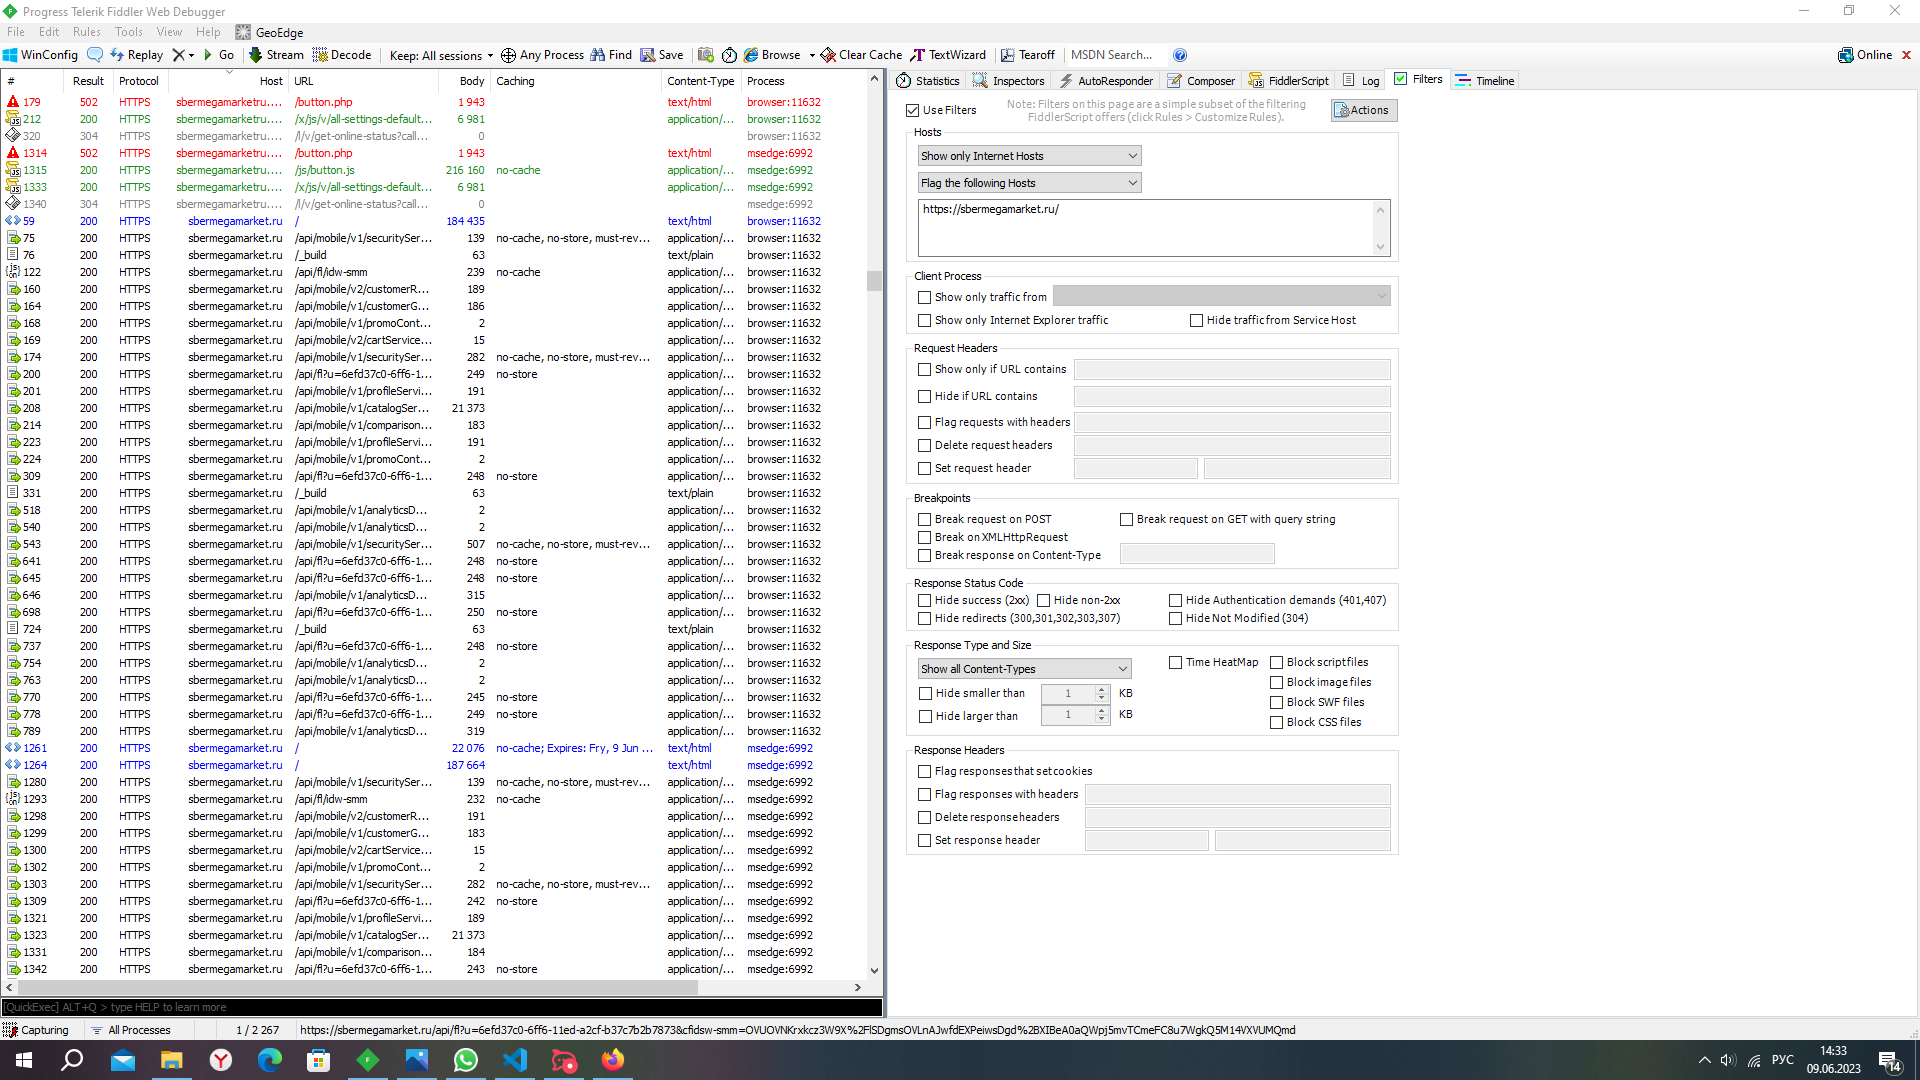 Progress Telerik Fiddler Web Debugger
File Edit Rules Tools View Help GeoEdge
WinConfig Replay Go Stream Decode Keep: All sessions Any Process Find Save Browse Clear Cache TextWizard Tearoff MSDN Search... Online
# Result Protocol Host URL Body Caching Content-Type Process
179 502 HTTPS sbermegamarketru.... /button.php 1 943 text/html browser:11632
212 200 HTTPS sbermegamarketru.... /x/js/v/all-settings-default... 6 981 application/... browser:11632
320 304 HTTPS sbermegamarketru.... /l/v/get-online-status?call... 0 browser:11632
1314 502 HTTPS sbermegamarketru.... /button.php 1 943 text/html msedge:6992
1315 200 HTTPS sbermegamarketru.... /js/button.js 216 160 no-cache application/... msedge:6992
1333 200 HTTPS sbermegamarketru.... /x/js/v/all-settings-default... 6 981 application/... msedge:6992
1340 304 HTTPS sbermegamarketru.... /l/v/get-online-status?call... 0 msedge:6992
59 200 HTTPS sbermegamarket.ru / 184 435 text/html browser:11632
75 200 HTTPS sbermegamarket.ru /api/mobile/v1/securitySer... 139 no-cache, no-store, must-rev... application/... browser:11632
76 200 HTTPS sbermegamarket.ru /_build 63 text/plain browser:11632
122 200 HTTPS sbermegamarket.ru /api/fl/idw-smm 239 no-cache application/... browser:11632
160 200 HTTPS sbermegamarket.ru /api/mobile/v2/customerR... 189 application/... browser:11632
164 200 HTTPS sbermegamarket.ru /api/mobile/v1/customerG... 186 application/... browser:11632
168 200 HTTPS sbermegamarket.ru /api/mobile/v1/promoCont... 2 application/... browser:11632
169 200 HTTPS sbermegamarket.ru /api/mobile/v2/cartService... 15 application/... browser:11632
174 200 HTTPS sbermegamarket.ru /api/mobile/v1/securitySer... 282 no-cache, no-store, must-rev... application/... browser:11632
200 200 HTTPS sbermegamarket.ru /api/fl?u=6efd37c0-6ff6-1... 249 no-store application/... browser:11632
201 200 HTTPS sbermegamarket.ru /api/mobile/v1/profileServi... 191 application/... browser:11632
208 200 HTTPS sbermegamarket.ru /api/mobile/v1/catalogSer... 21 373 application/... browser:11632
214 200 HTTPS sbermegamarket.ru /api/mobile/v1/comparison... 183 application/... browser:11632
223 200 HTTPS sbermegamarket.ru /api/mobile/v1/profileServi... 191 application/... browser:11632
224 200 HTTPS sbermegamarket.ru /api/mobile/v1/promoCont... 2 application/... browser:11632
309 200 HTTPS sbermegamarket.ru /api/fl?u=6efd37c0-6ff6-1... 248 no-store application/... browser:11632
331 200 HTTPS sbermegamarket.ru /_build 63 text/plain browser:11632
518 200 HTTPS sbermegamarket.ru /api/mobile/v1/analyticsD... 2 application/... browser:11632
540 200 HTTPS sbermegamarket.ru /api/mobile/v1/analyticsD... 2 application/... browser:11632
543 200 HTTPS sbermegamarket.ru /api/mobile/v1/securitySer... 507 no-cache, no-store, must-rev... application/... browser:11632
641 200 HTTPS sbermegamarket.ru /api/fl?u=6efd37c0-6ff6-1... 248 no-store application/... browser:11632
645 200 HTTPS sbermegamarket.ru /api/fl?u=6efd37c0-6ff6-1... 248 no-store application/... browser:11632
646 200 HTTPS sbermegamarket.ru /api/mobile/v1/analyticsD... 315 application/... browser:11632
698 200 HTTPS sbermegamarket.ru /api/fl?u=6efd37c0-6ff6-1... 250 no-store application/... browser:11632
724 200 HTTPS sbermegamarket.ru /_build 63 text/plain browser:11632
737 200 HTTPS sbermegamarket.ru /api/fl?u=6efd37c0-6ff6-1... 248 no-store application/... browser:11632
754 200 HTTPS sbermegamarket.ru /api/mobile/v1/analyticsD... 2 application/... browser:11632
763 200 HTTPS sbermegamarket.ru /api/mobile/v1/analyticsD... 2 application/... browser:11632
770 200 HTTPS sbermegamarket.ru /api/fl?u=6efd37c0-6ff6-1... 245 no-store application/... browser:11632
778 200 HTTPS sbermegamarket.ru /api/fl?u=6efd37c0-6ff6-1... 249 no-store application/... browser:11632
789 200 HTTPS sbermegamarket.ru /api/mobile/v1/analyticsD... 319 application/... browser:11632
1261 200 HTTPS sbermegamarket.ru / 22 076 no-cache; Expires: Fry, 9 Jun ... text/html msedge:6992
1264 200 HTTPS sbermegamarket.ru / 187 664 text/html msedge:6992
1280 200 HTTPS sbermegamarket.ru /api/mobile/v1/securitySer... 139 no-cache, no-store, must-rev... application/... msedge:6992
1293 200 HTTPS sbermegamarket.ru /api/fl/idw-smm 232 no-cache application/... msedge:6992
1298 200 HTTPS sbermegamarket.ru /api/mobile/v2/customerR... 191 application/... msedge:6992
1299 200 HTTPS sbermegamarket.ru /api/mobile/v1/customerG... 183 application/... msedge:6992
1300 200 HTTPS sbermegamarket.ru /api/mobile/v2/cartService... 15 application/... msedge:6992
1302 200 HTTPS sbermegamarket.ru /api/mobile/v1/promoCont... 2 application/... msedge:6992
1303 200 HTTPS sbermegamarket.ru /api/mobile/v1/securitySer... 282 no-cache, no-store, must-rev... application/... msedge:6992
1309 200 HTTPS sbermegamarket.ru /api/fl?u=6efd37c0-6ff6-1... 242 no-store application/... msedge:6992
1321 200 HTTPS sbermegamarket.ru /api/mobile/v1/profileServi... 189 application/... msedge:6992
1323 200 HTTPS sbermegamarket.ru /api/mobile/v1/catalogSer... 21 373 application/... msedge:6992
1331 200 HTTPS sbermegamarket.ru /api/mobile/v1/comparison... 184 application/... msedge:6992
1342 200 HTTPS sbermegamarket.ru /api/fl?u=6efd37c0-6ff6-1... 243 no-store application/... msedge:6992
[QuickExec] ALT+Q > type HELP to learn more
Statistics Inspectors AutoResponder Composer FiddlerScript Log Filters Timeline
Use Filters
Note: Filters on this page are a simple subset of the filtering
FiddlerScript offers (click Rules > Customize Rules).
Actions
Hosts
Show only Internet Hosts
Flag the following Hosts
https://sbermegamarket.ru/
Client Process
Show only traffic from
Show only Internet Explorer traffic Hide traffic from Service Host
Request Headers
Show only if URL contains
Hide if URL contains
Flag requests with headers
Delete request headers
Set request header
Breakpoints
Break request on POST Break request on GET with query string
Break on XMLHttpRequest
Break response on Content-Type
Response Status Code
Hide success (2xx) Hide non-2xx Hide Authentication demands (401,407)
Hide redirects (300,301,302,303,307) Hide Not Modified (304)
Response Type and Size
Show all Content-Types Time HeatMap Block script files
Block image files
Hide smaller than 1 KB
Block SWF files
Hide larger than 1 KB
Block CSS files
Response Headers
Flag responses that set cookies
Flag responses with headers
Delete response headers
Set response header
Capturing All Processes 1 / 2 267 https://sbermegamarket.ru/api/fl?u=6efd37c0-6ff6-11ed-a2cf-b37c7b2b7873&cfidsw-smm=OVUOVNKrxkcz3W9X%2FlSDgmsOVLnAJwfdEXPeiwsDgd%2BXIBeA0aQWpj5mvTCmeFC8u7WgkQ5M14VXVUMQmd
РУС
14:33
09.06.2023
14